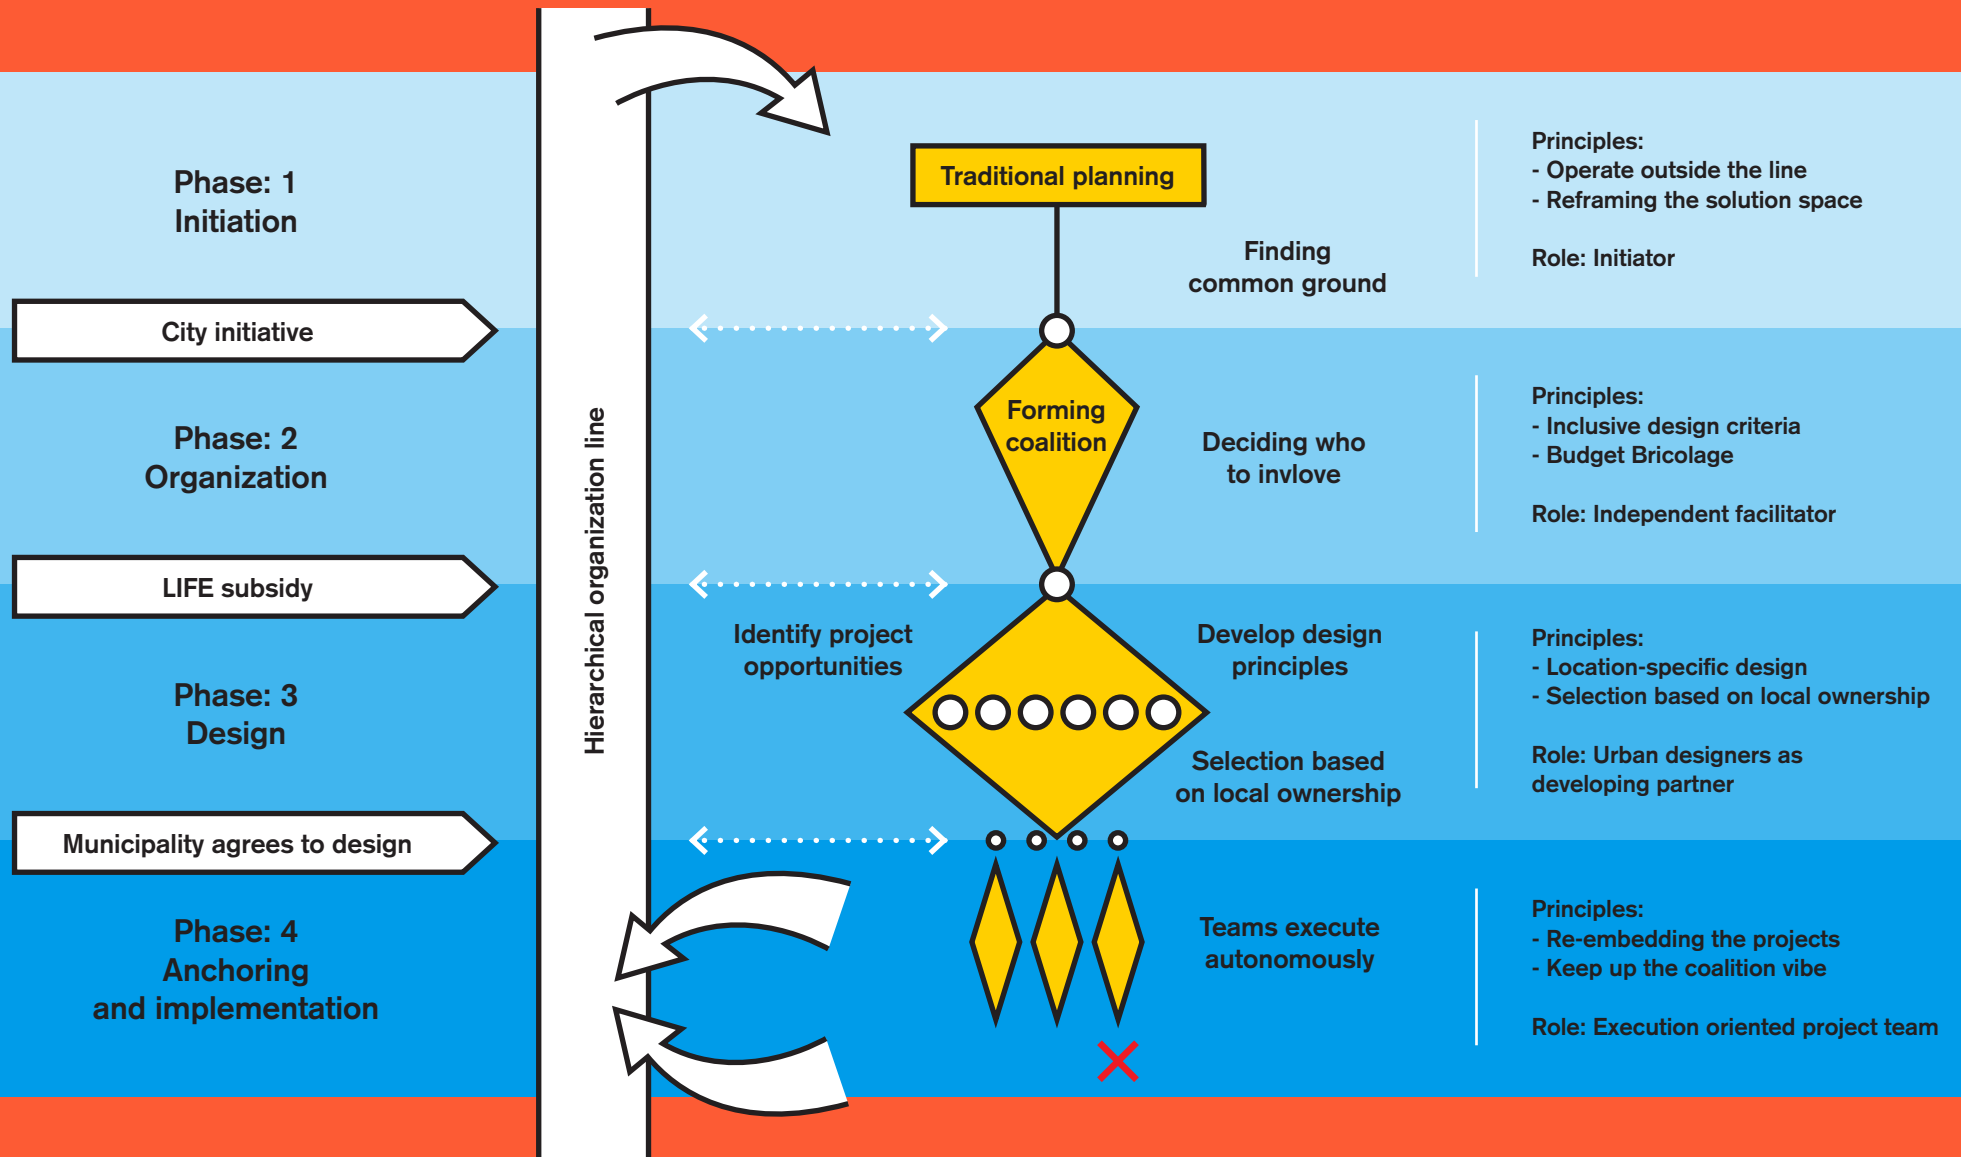 Phase: 1
Initiation
City initiative
Phase: 2
Organization
LIFE subsidy
Phase: 3
Design
Municipality agrees to design
Phase: 4
Anchoring
and implementation
Hierarchical organization line
Traditional planning
Finding
common ground
Forming
coalition
Deciding who
to invlove
Identify project
opportunities
Develop design
principles
Selection based
on local ownership
Teams execute
autonomously
Principles:
- Operate outside the line
- Reframing the solution space
Role: Initiator
Principles:
- Inclusive design criteria
- Budget Bricolage
Role: Independent facilitator
Principles:
- Location-specific design
- Selection based on local ownership
Role: Urban designers as
developing partner
Principles:
- Re-embedding the projects
- Keep up the coalition vibe
Role: Execution oriented project team